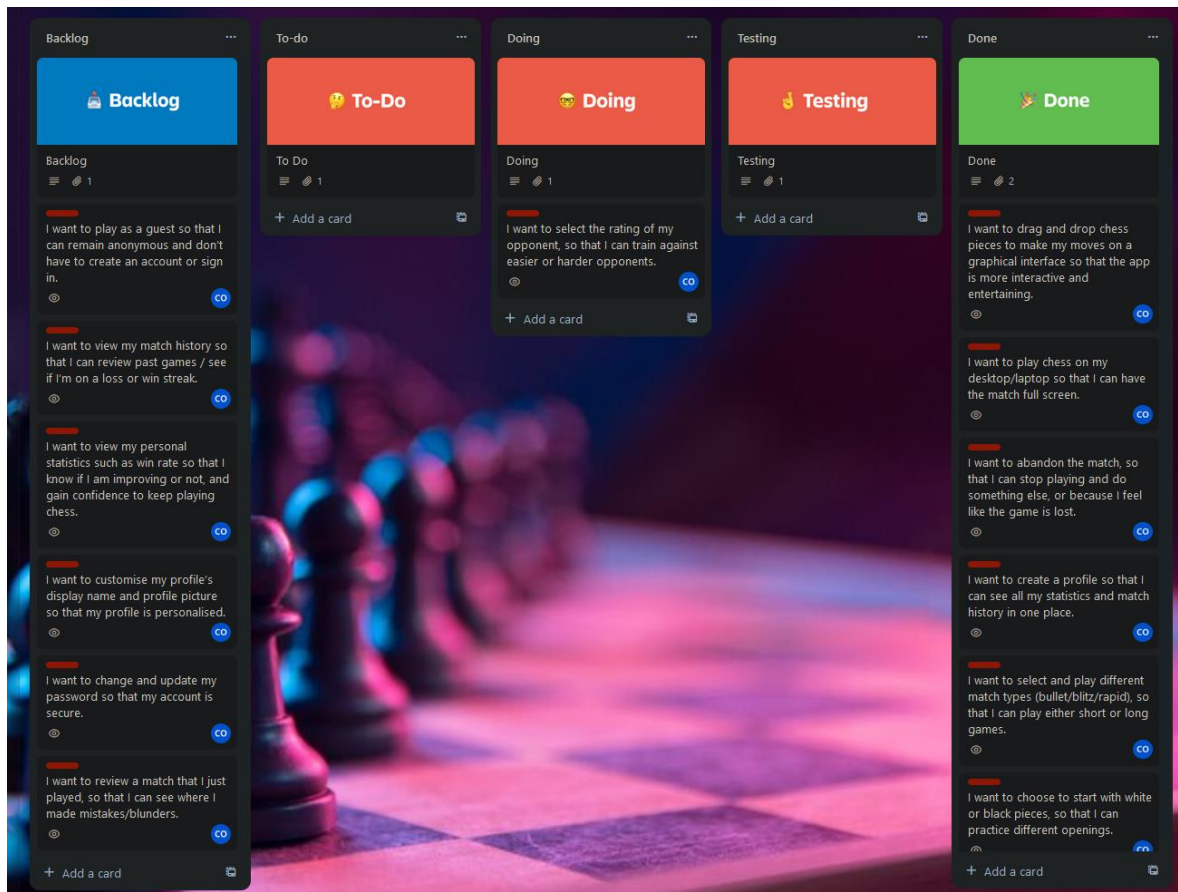 Backlog
Backlog
Backlog
1
I want to play as a guest so that I
can remain anonymous and don't
have to create an account or sign
in.
CO
I want to view my match history so
that I can review past games / see
if I'm on a loss or win streak.
CO
I want to view my personal
statistics such as win rate so that I
know if I am improving or not, and
gain confidence to keep playing
chess.
CO
I want to customise my profile's
display name and profile picture
so that my profile is personalised.
CO
I want to change and update my
password so that my account is
secure.
CO
I want to review a match that I just
played, so that I can see where I
made mistakes/blunders.
CO
+ Add a card
To-do
To-Do
To Do
1
+ Add a card
Doing
Doing
Doing
1
I want to select the rating of my
opponent, so that I can train against
easier or harder opponents.
CO
+ Add a card
Testing
Testing
Testing
1
+ Add a card
Done
Done
Done
2
I want to drag and drop chess
pieces to make my moves on a
graphical interface so that the app
is more interactive and
entertaining.
CO
I want to play chess on my
desktop/laptop so that I can have
the match full screen.
CO
I want to abandon the match, so
that I can stop playing and do
something else, or because I feel
like the game is lost.
CO
I want to create a profile so that I
can see all my statistics and match
history in one place.
CO
I want to select and play different
match types (bullet/blitz/rapid), so
that I can play either short or long
games.
CO
I want to choose to start with white
or black pieces, so that I can
practice different openings.
CO
+ Add a card